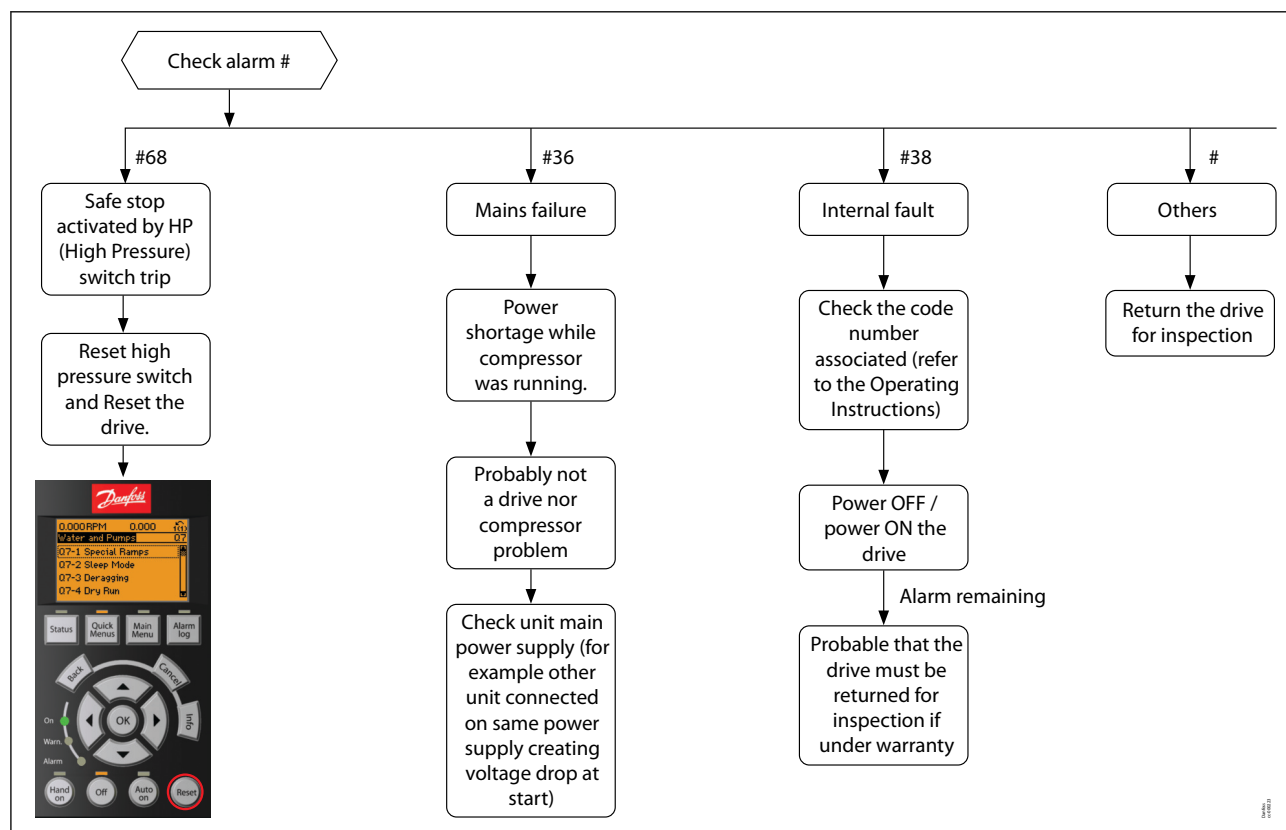 Check alarm #
#68
Safe stop
activated by HP
(High Pressure)
switch trip
Reset high
pressure switch
and Reset the
drive.
Danfoss
0.000RPM 0.000 1(1)
Water and Pumps 07
07-1 Special Ramps
07-2 Sleep Mode
07-3 Deragging
07-4 Dry Run
Status
Quick
Menus
Main
Menu
Alarm
log
Back
Cancel
Info
OK
On
Warn.
Alarm
Hand
on
Off
Auto
on
Reset
#36
Mains failure
Power
shortage while
compressor
was running.
Probably not
a drive nor
compressor
problem
Check unit main
power supply (for
example other
unit connected
on same power
supply creating
voltage drop at
start)
#38
Internal fault
Check the code
number
associated (refer
to the Operating
Instructions)
Power OFF /
power ON the
drive
Alarm remaining
Probable that the
drive must be
returned for
inspection if
under warranty
#
Others
Return the drive
for inspection
Danfoss